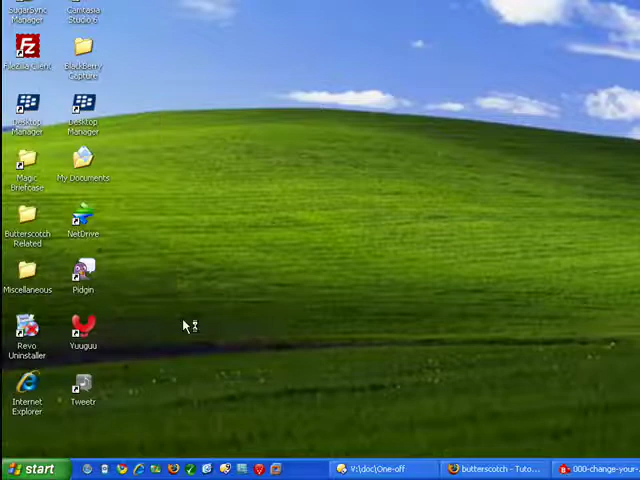 SugarSync
Manager
Camtasia
Studio 6
FileZilla Client
BlackBerry
Capture
Desktop
Manager
Desktop
Manager
Magic
Briefcase
My Documents
Butterscotch
Related
NetDrive
Miscellaneous
Pidgin
Revo
Uninstaller
Yuuguu
Internet
Explorer
Tweetr
start
V:\doc\One-off
butterscotch - Tuto...
000-change-your-